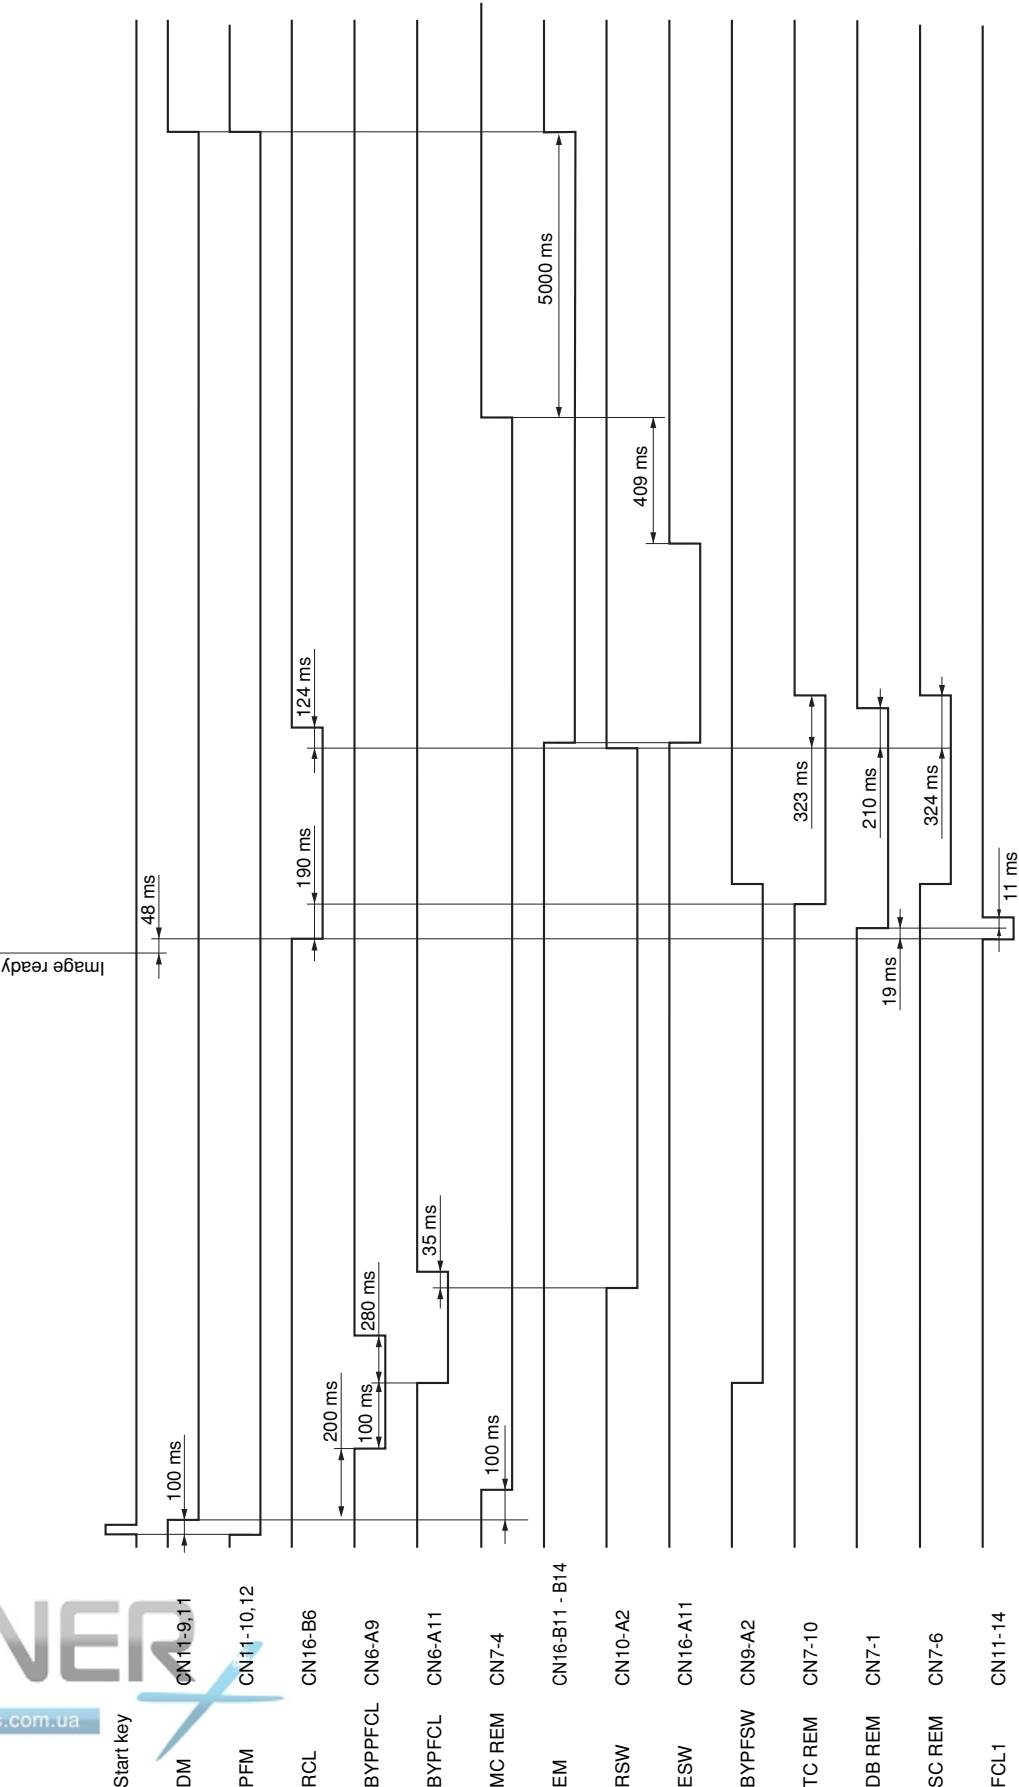 Image ready
48 ms
Start key
DM CN11-9,11
100 ms
PFM CN11-10,12
RCL CN16-B6
190 ms
124 ms
BYPPFCL CN6-A9
200 ms
100 ms
280 ms
BYPFCL CN6-A11
35 ms
MC REM CN7-4
100 ms
EM CN16-B11 - B14
5000 ms
RSW CN10-A2
ESW CN16-A11
409 ms
BYPFSW CN9-A2
TC REM CN7-10
323 ms
DB REM CN7-1
19 ms
210 ms
SC REM CN7-6
324 ms
FCL1 CN11-14
11 ms
NER
s.com.ua